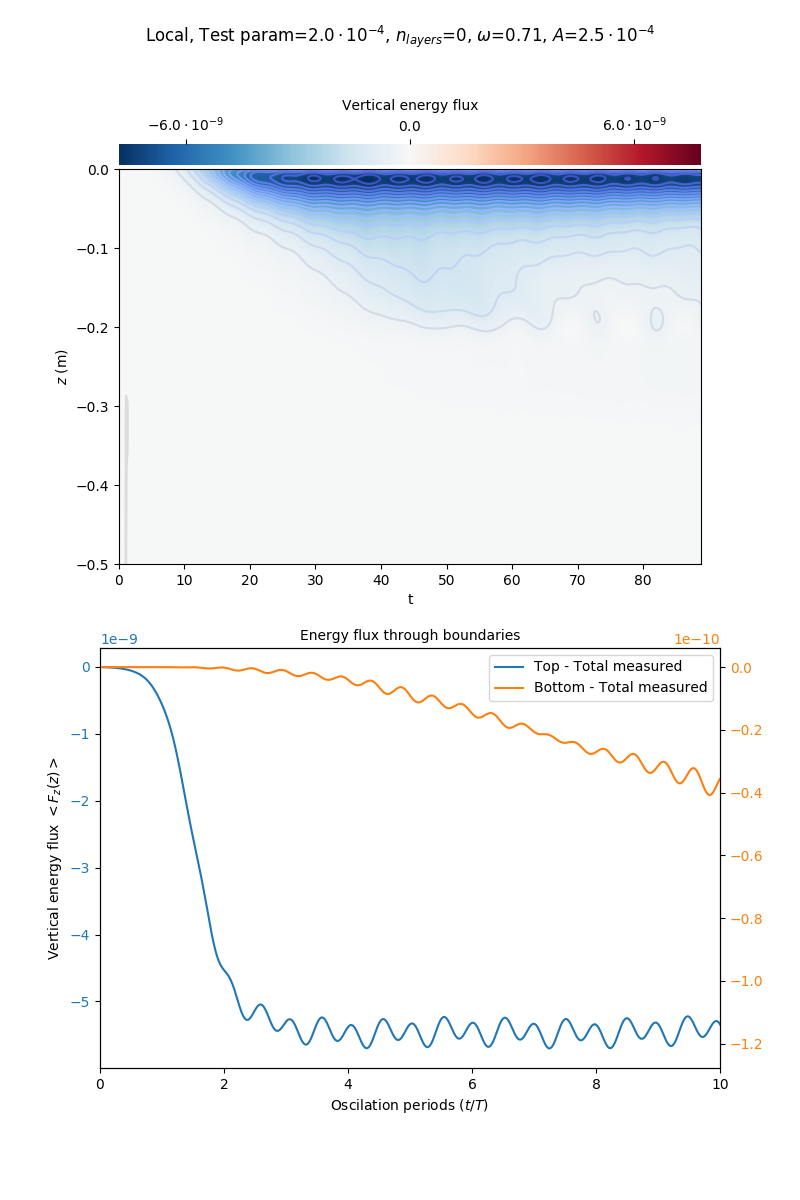 Local, Test param=2.0 · 10⁻⁴, n_layers=0, ω=0.71, A=2.5 · 10⁻⁴
Vertical energy flux
−6.0 · 10⁻⁹ 0.0 6.0 · 10⁻⁹
0.0
−0.1
−0.2
−0.3
−0.4
−0.5
z (m)
0 10 20 30 40 50 60 70 80
t
Energy flux through boundaries
1e−9 1e−10
Top - Total measured
Bottom - Total measured
0
−1
−2
−3
−4
−5
Vertical energy flux < F_z(z) >
0.0
−0.2
−0.4
−0.6
−0.8
−1.0
−1.2
0 2 4 6 8 10
Oscilation periods (t/T)